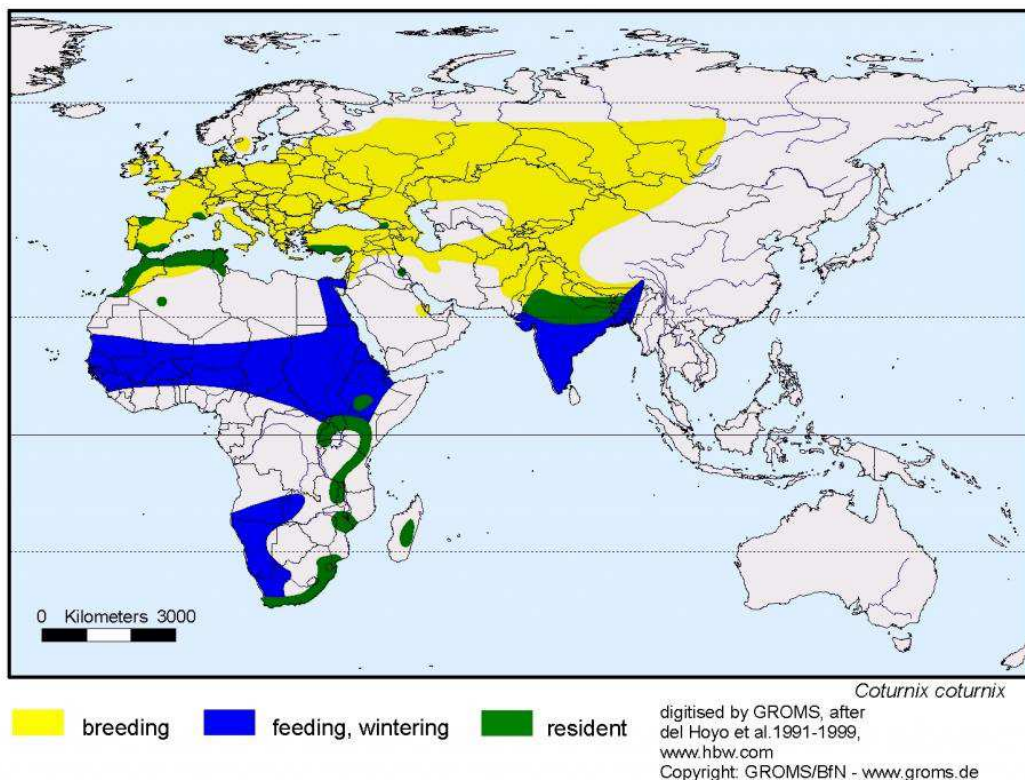 0 Kilometers 3000
Coturnix coturnix
breeding
feeding, wintering
resident
digitised by GROMS, after
del Hoyo et al.1991-1999,
www.hbw.com
Copyright: GROMS/BfN - www.groms.de